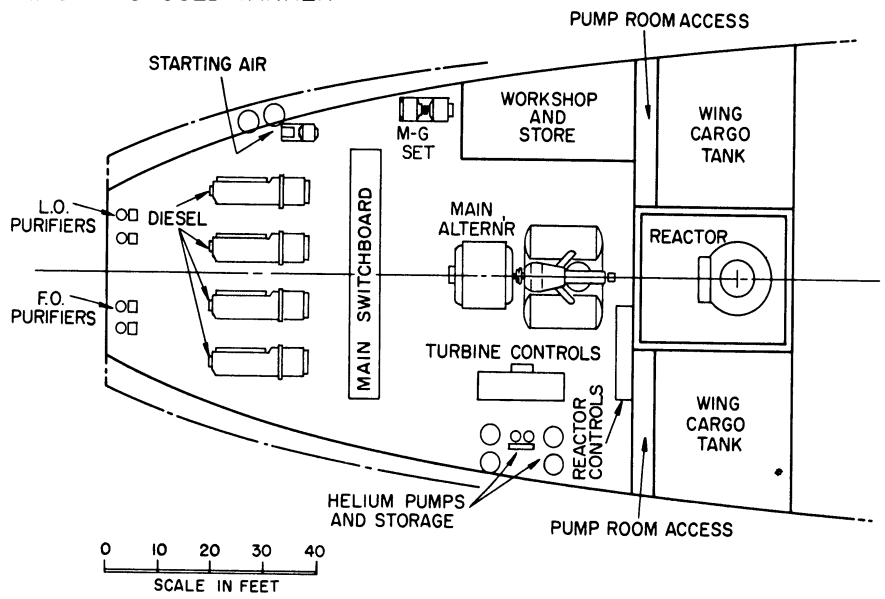 PUMP ROOM ACCESS
STARTING AIR
WORKSHOP
AND
STORE
M-G
SET
WING
CARGO
TANK
L.O.
PURIFIERS
DIESEL
MAIN SWITCHBOARD
MAIN
ALTERN'R
REACTOR
F.O.
PURIFIERS
TURBINE CONTROLS
REACTOR
CONTROLS
WING
CARGO
TANK
HELIUM PUMPS
AND STORAGE
PUMP ROOM ACCESS
0 10 20 30 40
SCALE IN FEET